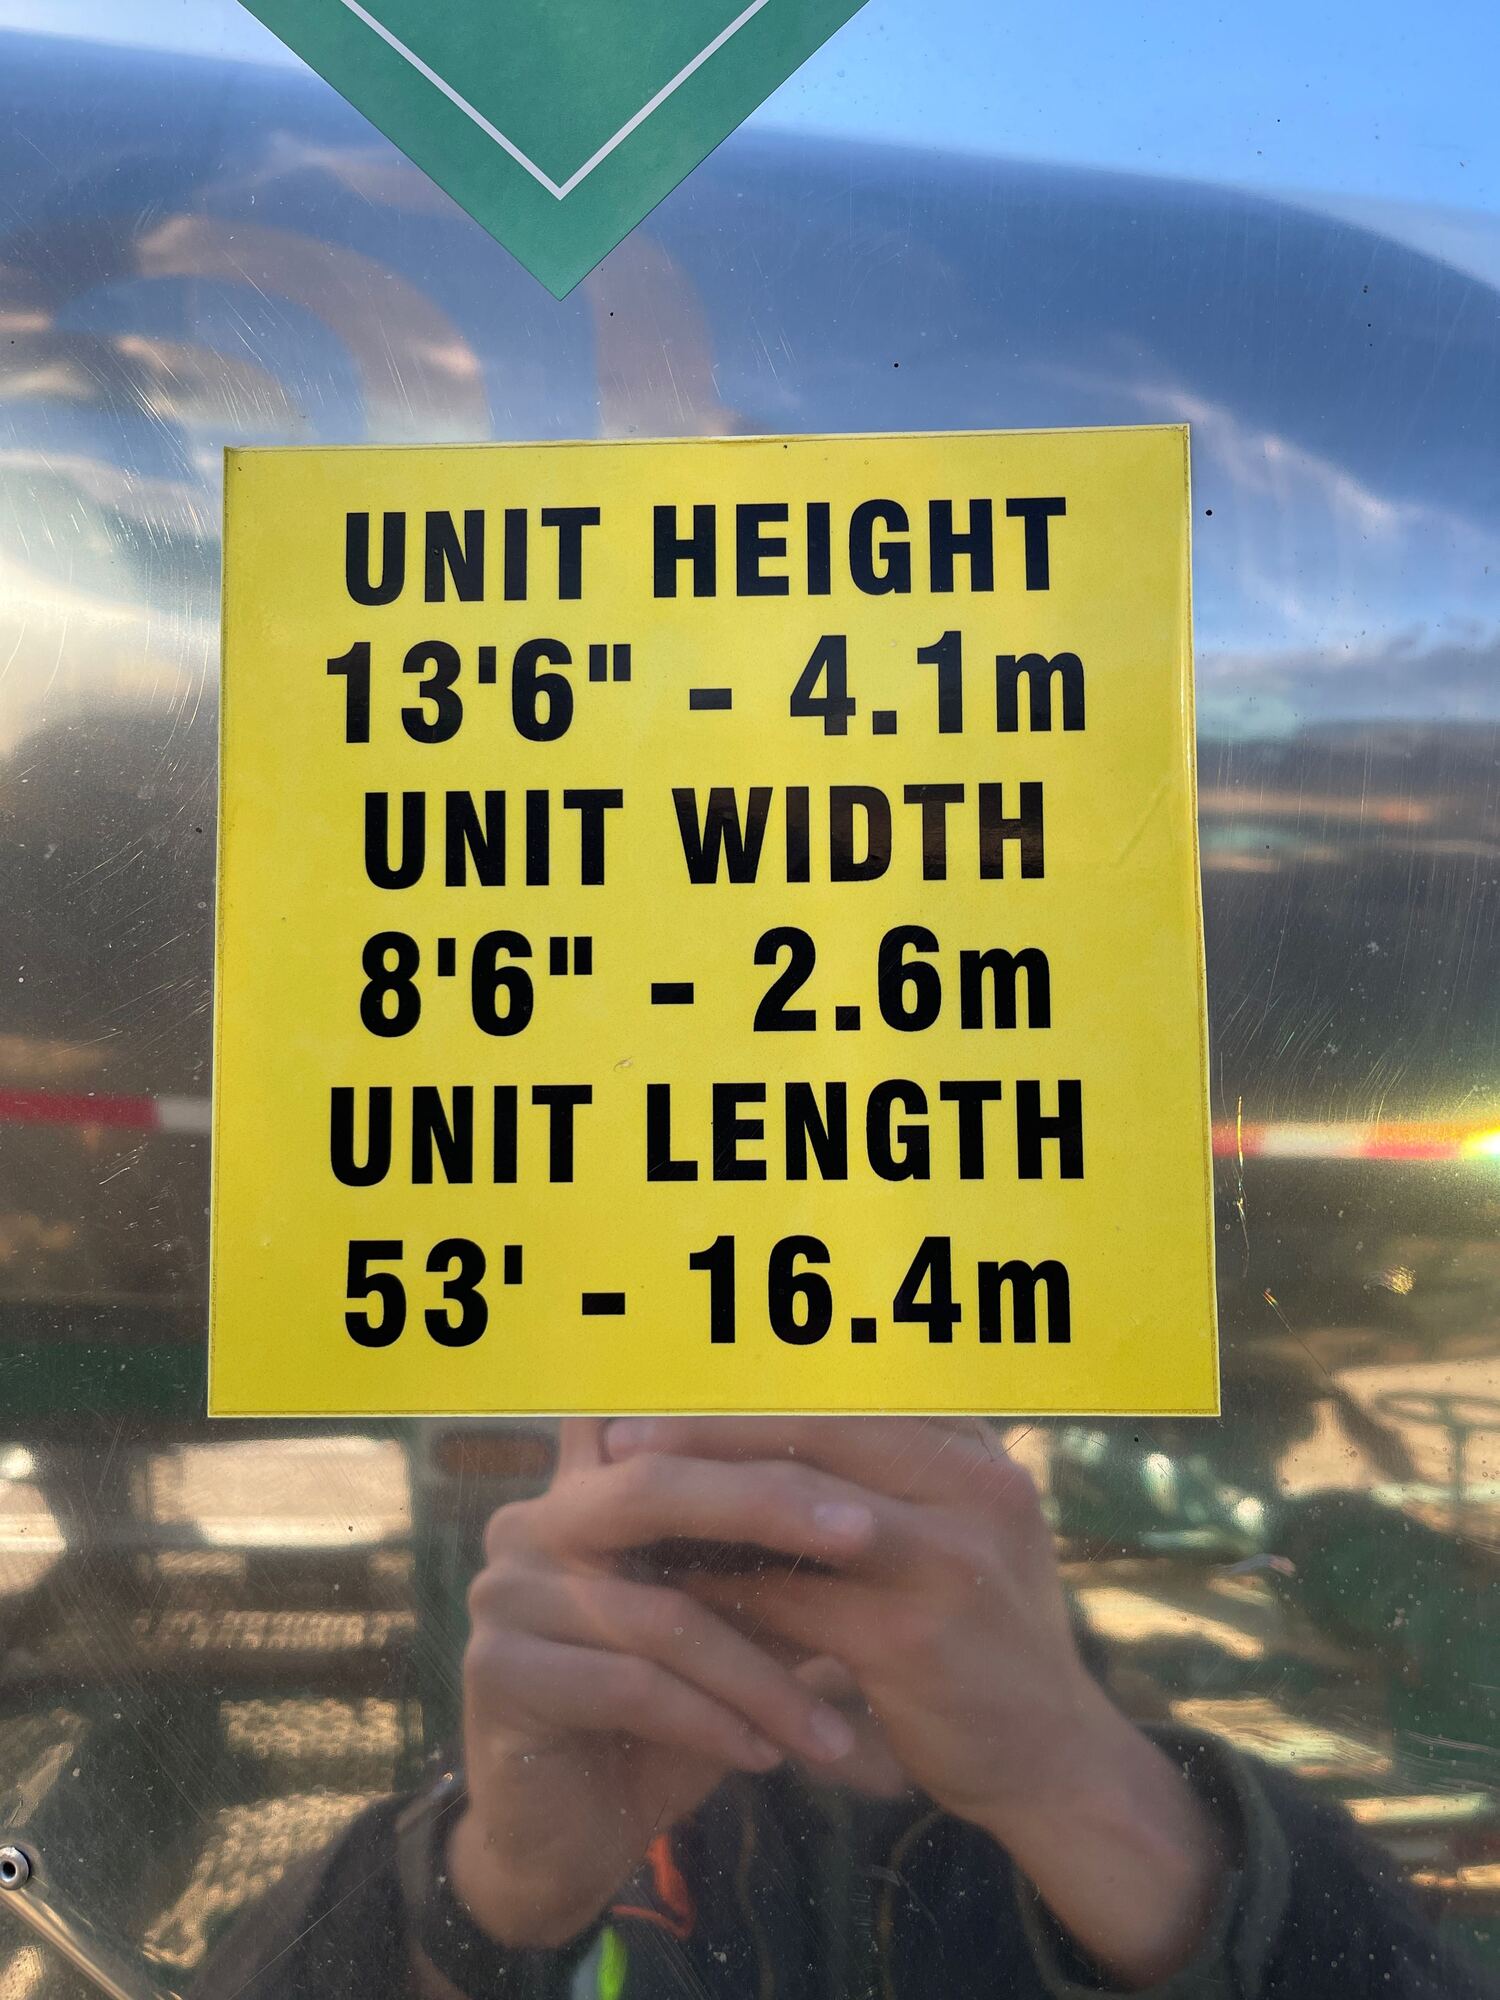 UNIT HEIGHT
13'6" - 4.1m
UNIT WIDTH
8'6" - 2.6m
UNIT LENGTH
53' - 16.4m